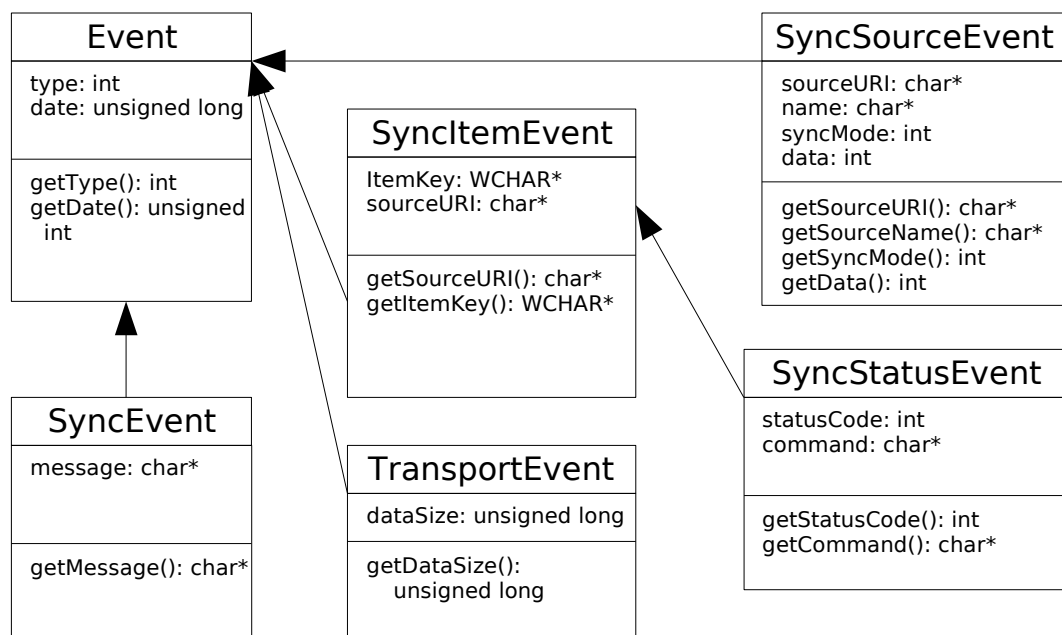 Event
type: int
date: unsigned long
getType(): int
getDate(): unsigned
int
SyncItemEvent
ItemKey: WCHAR*
sourceURI: char*
getSourceURI(): char*
getItemKey(): WCHAR*
SyncSourceEvent
sourceURI: char*
name: char*
syncMode: int
data: int
getSourceURI(): char*
getSourceName(): char*
getSyncMode(): int
getData(): int
SyncEvent
message: char*
getMessage(): char*
TransportEvent
dataSize: unsigned long
getDataSize():
unsigned long
SyncStatusEvent
statusCode: int
command: char*
getStatusCode(): int
getCommand(): char*